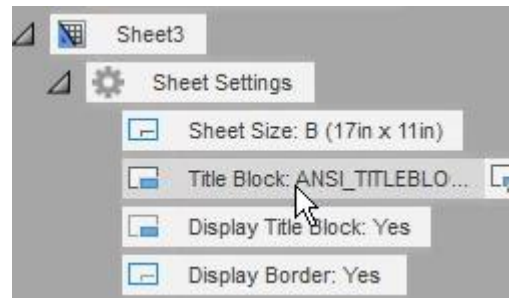 Sheet3
Sheet Settings
Sheet Size: B (17in x 11in)
Title Block: ANSI_TITLEBLO...
Display Title Block: Yes
Display Border: Yes